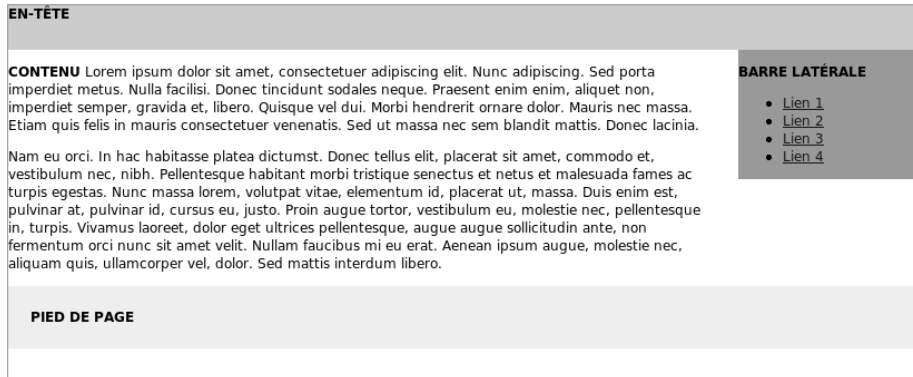 EN-TÊTE
CONTENU Lorem ipsum dolor sit amet, consectetuer adipiscing elit. Nunc adipiscing. Sed porta
imperdiet metus. Nulla facilisi. Donec tincidunt sodales neque. Praesent enim enim, aliquet non,
imperdiet semper, gravida et, libero. Quisque vel dui. Morbi hendrerit ornare dolor. Mauris nec massa.
Etiam quis felis in mauris consectetuer venenatis. Sed ut massa nec sem blandit mattis. Donec lacinia.
Nam eu orci. In hac habitasse platea dictumst. Donec tellus elit, placerat sit amet, commodo et,
vestibulum nec, nibh. Pellentesque habitant morbi tristique senectus et netus et malesuada fames ac
turpis egestas. Nunc massa lorem, volutpat vitae, elementum id, placerat ut, massa. Duis enim est,
pulvinar at, pulvinar id, cursus eu, justo. Proin augue tortor, vestibulum eu, molestie nec, pellentesque
in, turpis. Vivamus laoreet, dolor eget ultrices pellentesque, augue augue sollicitudin ante, non
fermentum orci nunc sit amet velit. Nullam faucibus mi eu erat. Aenean ipsum augue, molestie nec,
aliquam quis, ullamcorper vel, dolor. Sed mattis interdum libero.
BARRE LATÉRALE
Lien 1
Lien 2
Lien 3
Lien 4
PIED DE PAGE